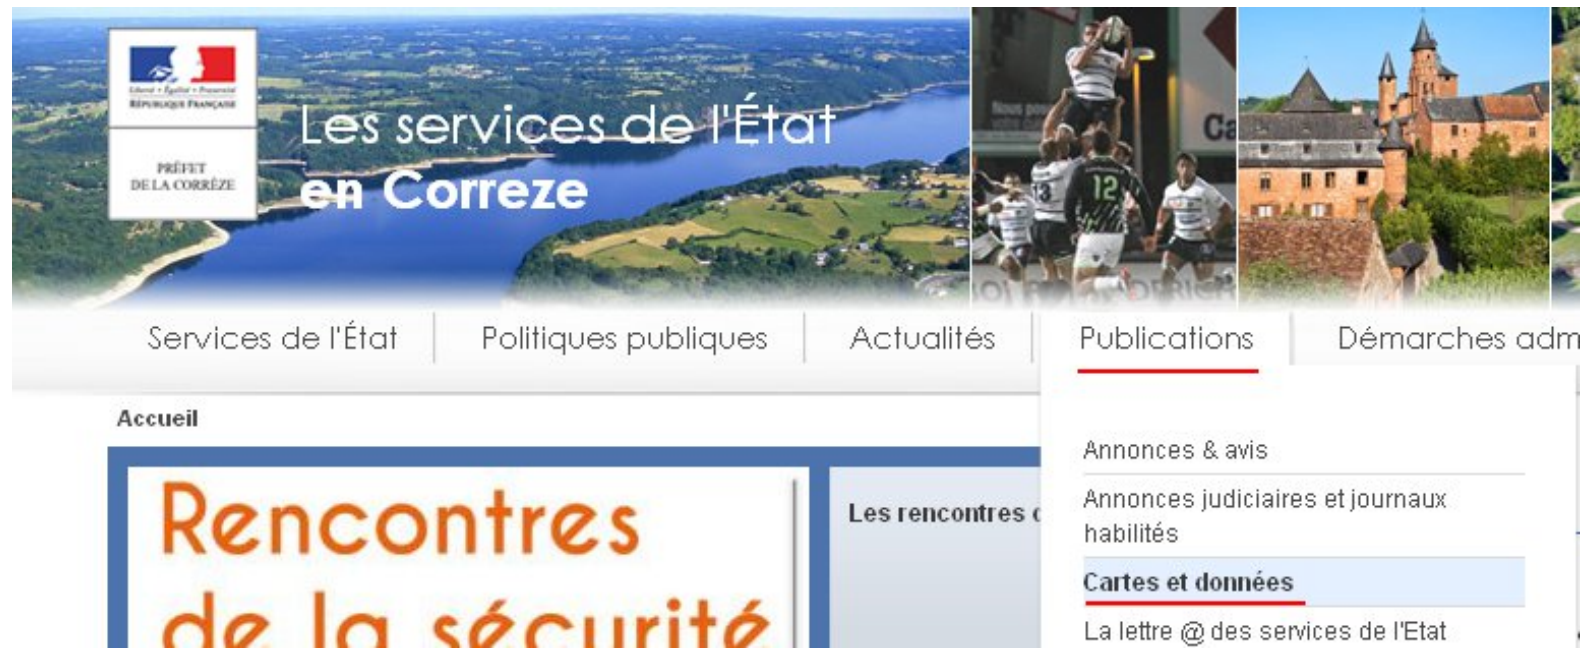 Liberté • Égalité • Fraternité
RÉPUBLIQUE FRANÇAISE
PRÉFET
DE LA CORRÈZE
Les services de l'État
en Correze
12
13
Services de l'État
Politiques publiques
Actualités
Publications
Démarches adm
Accueil
Annonces & avis
Annonces judiciaires et journaux
habilités
Cartes et données
La lettre @ des services de l'Etat
Rencontres
de la sécurité
Les rencontres